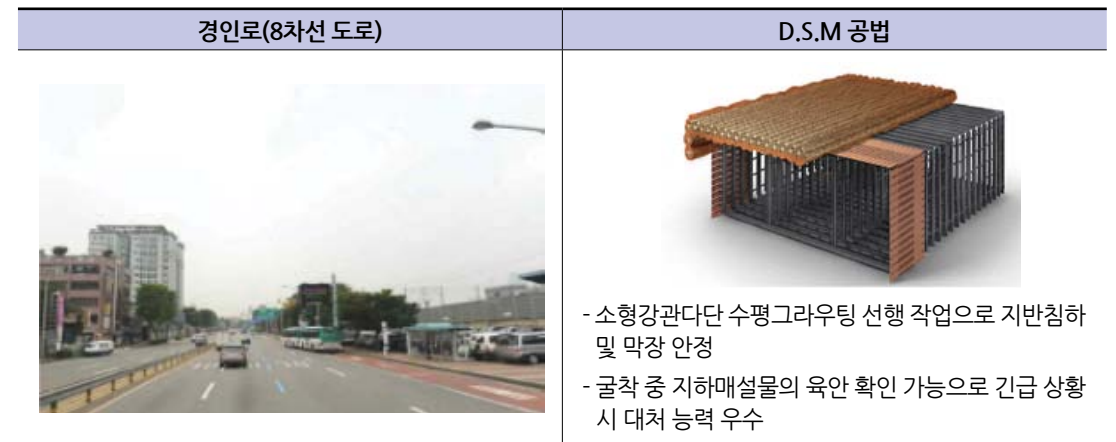 경인로(8차선 도로)
D.S.M 공법
- 소형강관다단 수평그라우팅 선행 작업으로 지반침하
및 막장 안정
- 굴착 중 지하매설물의 육안 확인 가능으로 긴급 상황
시 대처 능력 우수